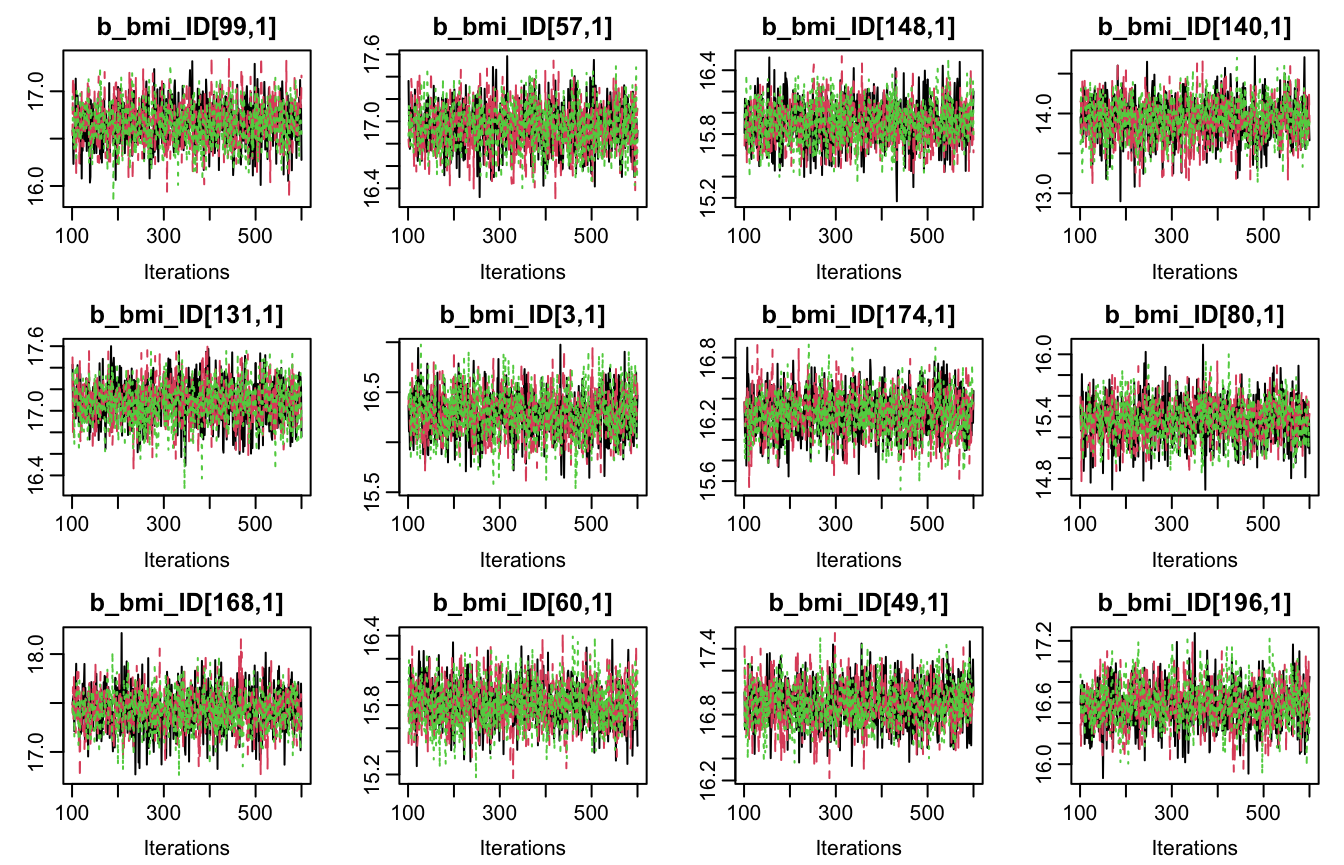 b_bmi_ID[99,1] b_bmi_ID[57,1] b_bmi_ID[148,1] b_bmi_ID[140,1]
16.0 17.0 16.4 17.0 17.6 15.2 15.8 16.4 13.0 14.0
100 300 500 100 300 500 100 300 500 100 300 500
Iterations Iterations Iterations Iterations
b_bmi_ID[131,1] b_bmi_ID[3,1] b_bmi_ID[174,1] b_bmi_ID[80,1]
16.4 17.0 17.6 15.5 16.5 15.6 16.2 16.8 14.8 15.4 16.0
100 300 500 100 300 500 100 300 500 100 300 500
Iterations Iterations Iterations Iterations
b_bmi_ID[168,1] b_bmi_ID[60,1] b_bmi_ID[49,1] b_bmi_ID[196,1]
17.0 18.0 15.2 15.8 16.4 16.2 16.8 17.4 16.0 16.6 17.2
100 300 500 100 300 500 100 300 500 100 300 500
Iterations Iterations Iterations Iterations